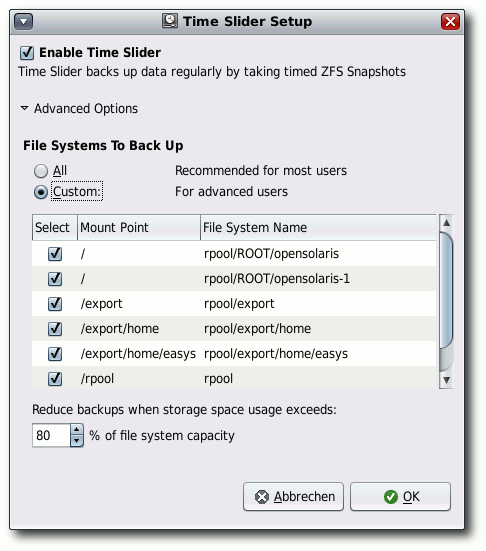 Time Slider Setup
Enable Time Slider
Time Slider backs up data regularly by taking timed ZFS Snapshots
Advanced Options
File Systems To Back Up
All Recommended for most users
Custom: For advanced users
Select Mount Point File System Name
/ rpool/ROOT/opensolaris
/ rpool/ROOT/opensolaris-1
/export rpool/export
/export/home rpool/export/home
/export/home/easys rpool/export/home/easys
/rpool rpool
Reduce backups when storage space usage exceeds:
80 % of file system capacity
Abbrechen OK